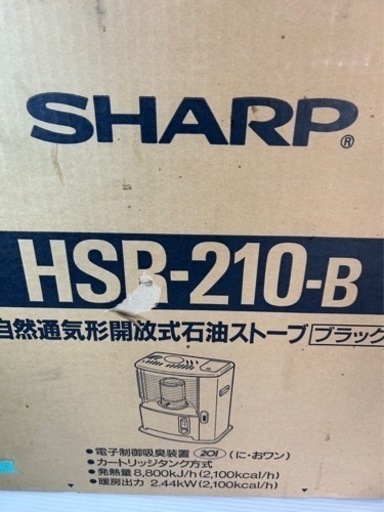 SHARP®
HSR-210-B
自然通気形開放式石油ストーブ ブラック
●電子制御吸臭装置 201 (に・おワン)
●カートリッジタンク方式
●発熱量8,800kJ/h(2,100kcal/h)
●暖房出力 2.44kW(2,100kcal/h)